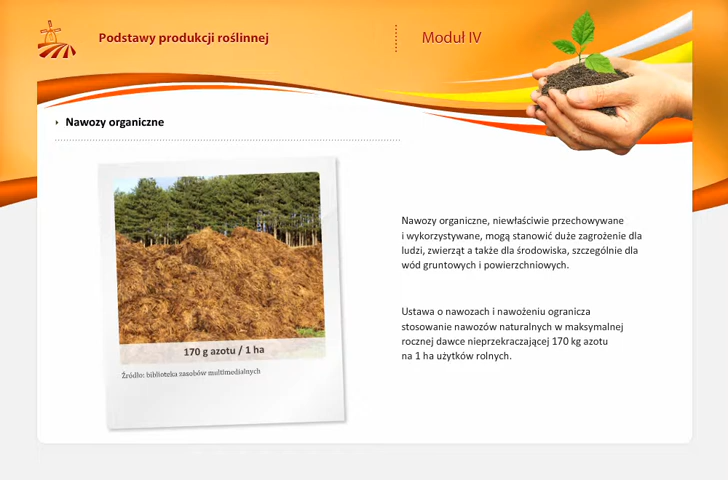 Podstawy produkcji roślinnej
Moduł IV
Nawozy organiczne
170 g azotu / 1 ha
Źródło: biblioteka zasobów multimedialnych
Nawozy organiczne, niewłaściwie przechowywane
i wykorzystywane, mogą stanowić duże zagrożenie dla
ludzi, zwierząt a także dla środowiska, szczególnie dla
wód gruntowych i powierzchniowych.
Ustawa o nawozach i nawożeniu ogranicza
stosowanie nawozów naturalnych w maksymalnej
rocznej dawce nieprzekraczającej 170 kg azotu
na 1 ha użytków rolnych.